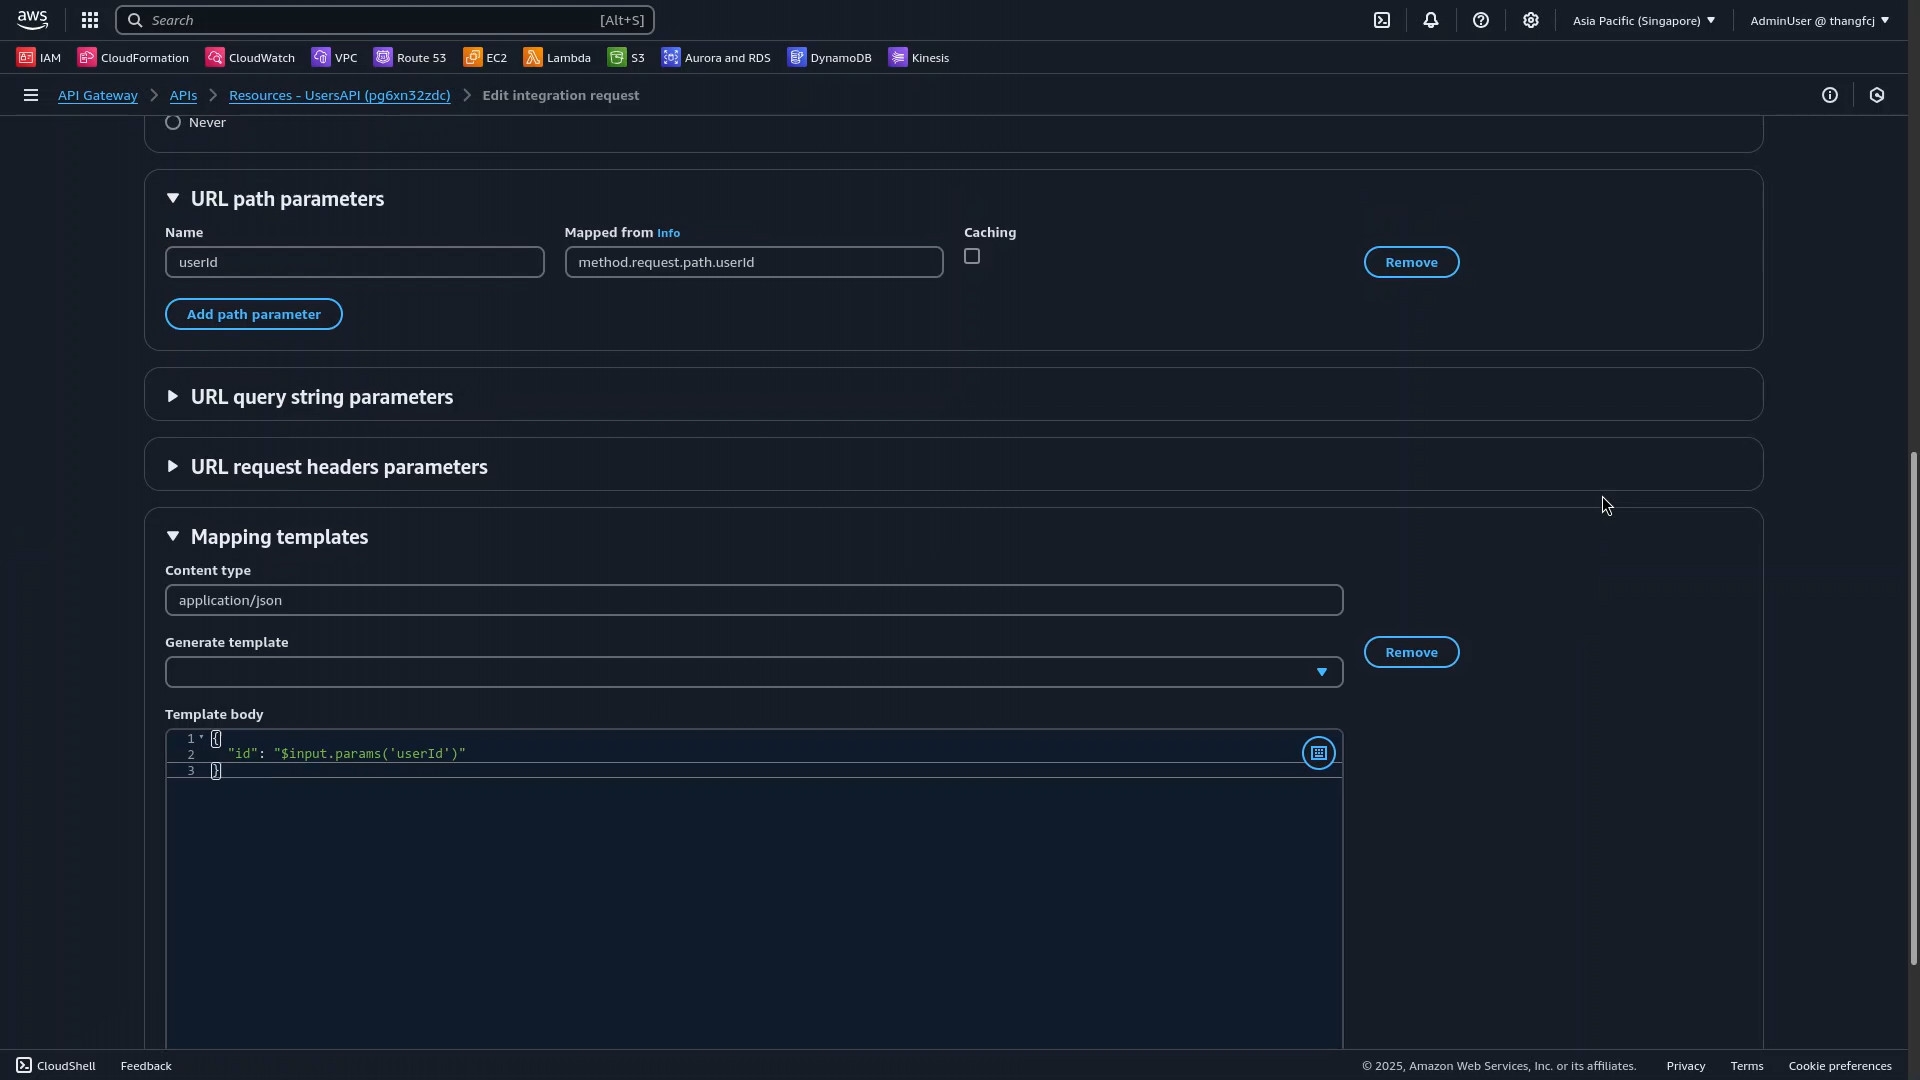 aws
Search [Alt+S]
Asia Pacific (Singapore)
AdminUser @ thangfcj
IAM
CloudFormation
CloudWatch
VPC
Route 53
EC2
Lambda
S3
Aurora and RDS
DynamoDB
Kinesis
API Gateway
APIs
Resources - UsersAPI (pg6xn32zdc)
Edit integration request
Never
URL path parameters
Name
Mapped from Info
Caching
userId
method.request.path.userId
Remove
Add path parameter
URL query string parameters
URL request headers parameters
Mapping templates
Content type
application/json
Generate template
Remove
Template body
1 {
2 "id": "$input.params('userId')"
3 }
CloudShell
Feedback
© 2025, Amazon Web Services, Inc. or its affiliates.
Privacy
Terms
Cookie preferences